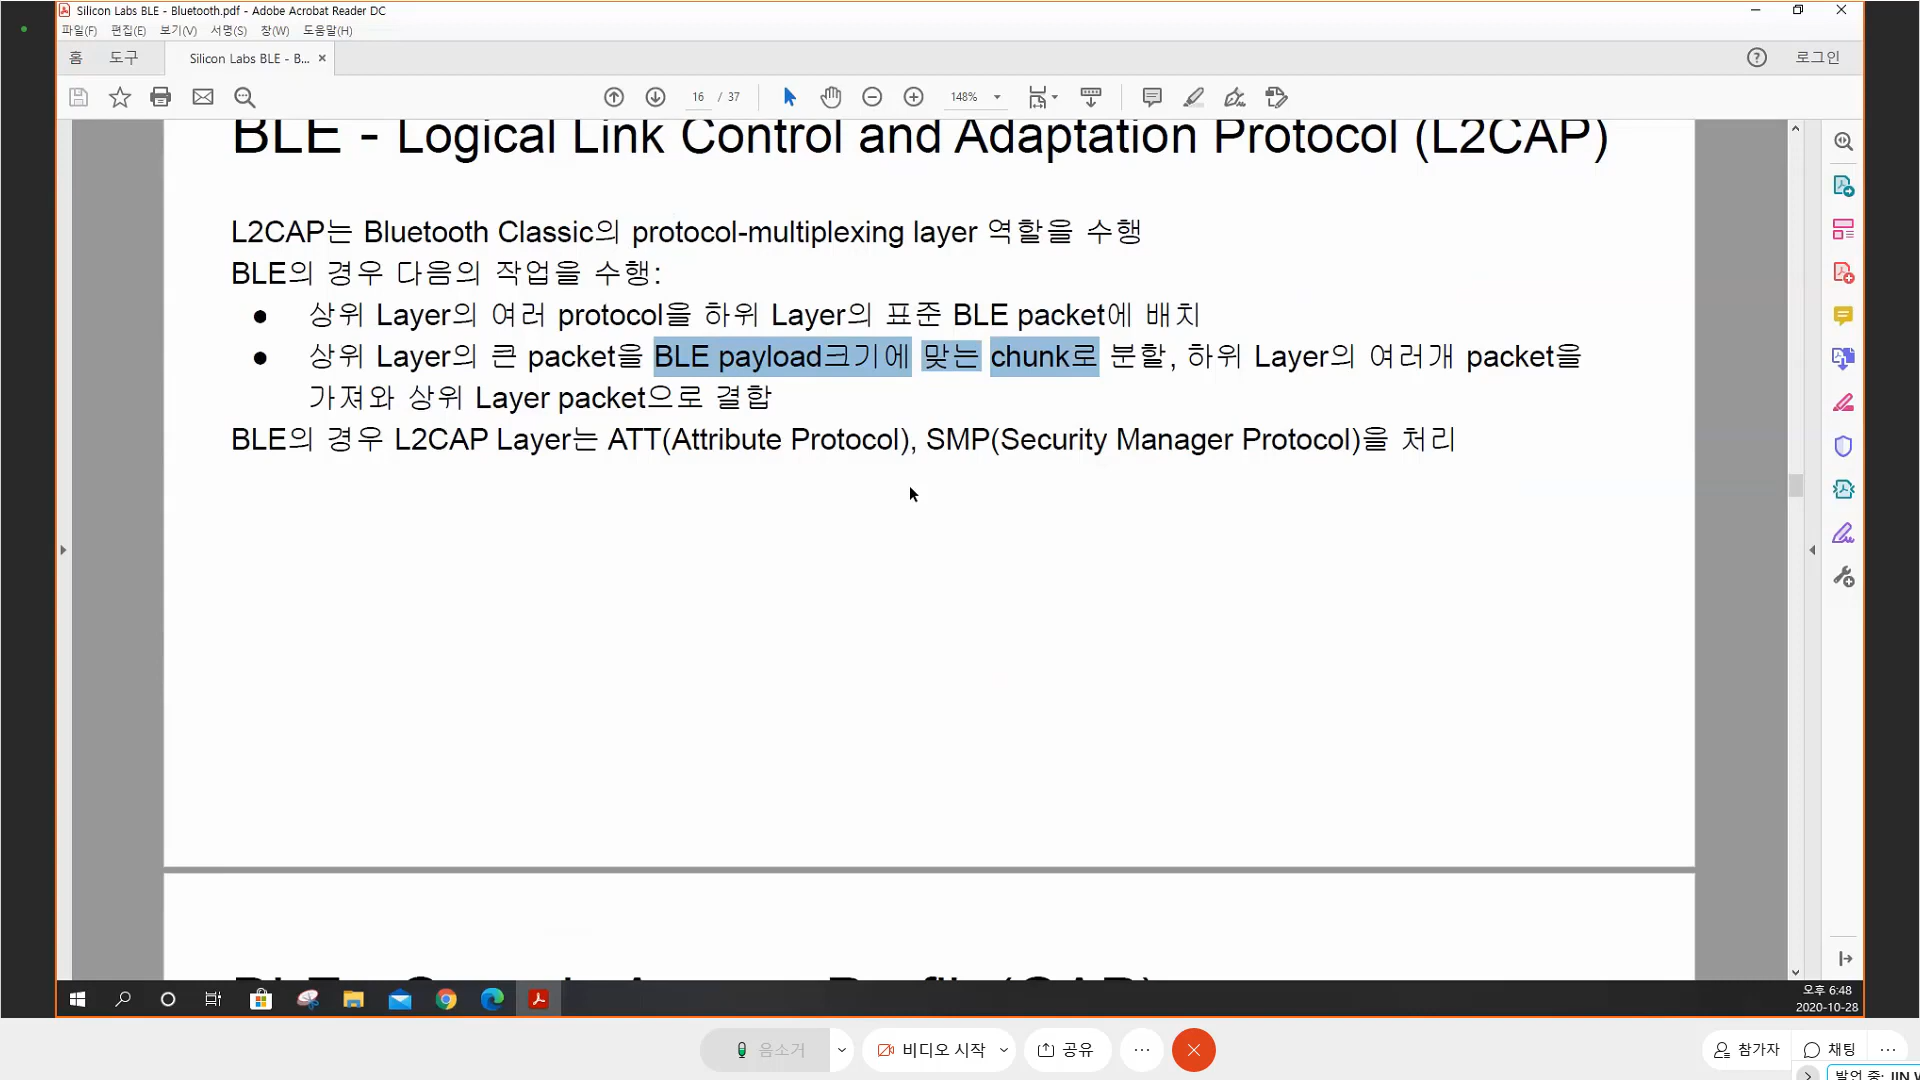 Silicon Labs BLE - Bluetooth.pdf - Adobe Acrobat Reader DC
파일(F) 편집(E) 보기(V) 서명(S) 창(W) 도움말(H)
홈 도구 Silicon Labs BLE - B... × 로그인
16 / 37 148%
BLE - Logical Link Control and Adaptation Protocol (L2CAP)
L2CAP는 Bluetooth Classic의 protocol-multiplexing layer 역할을 수행
BLE의 경우 다음의 작업을 수행:
● 상위 Layer의 여러 protocol을 하위 Layer의 표준 BLE packet에 배치
● 상위 Layer의 큰 packet을 BLE payload크기에 맞는 chunk로 분할, 하위 Layer의 여러개 packet을
가져와 상위 Layer packet으로 결합
BLE의 경우 L2CAP Layer는 ATT(Attribute Protocol), SMP(Security Manager Protocol)을 처리
오후 6:48
2020-10-28
음소거 비디오 시작 공유 ... 참가자 채팅 ...
발언 중: JIN